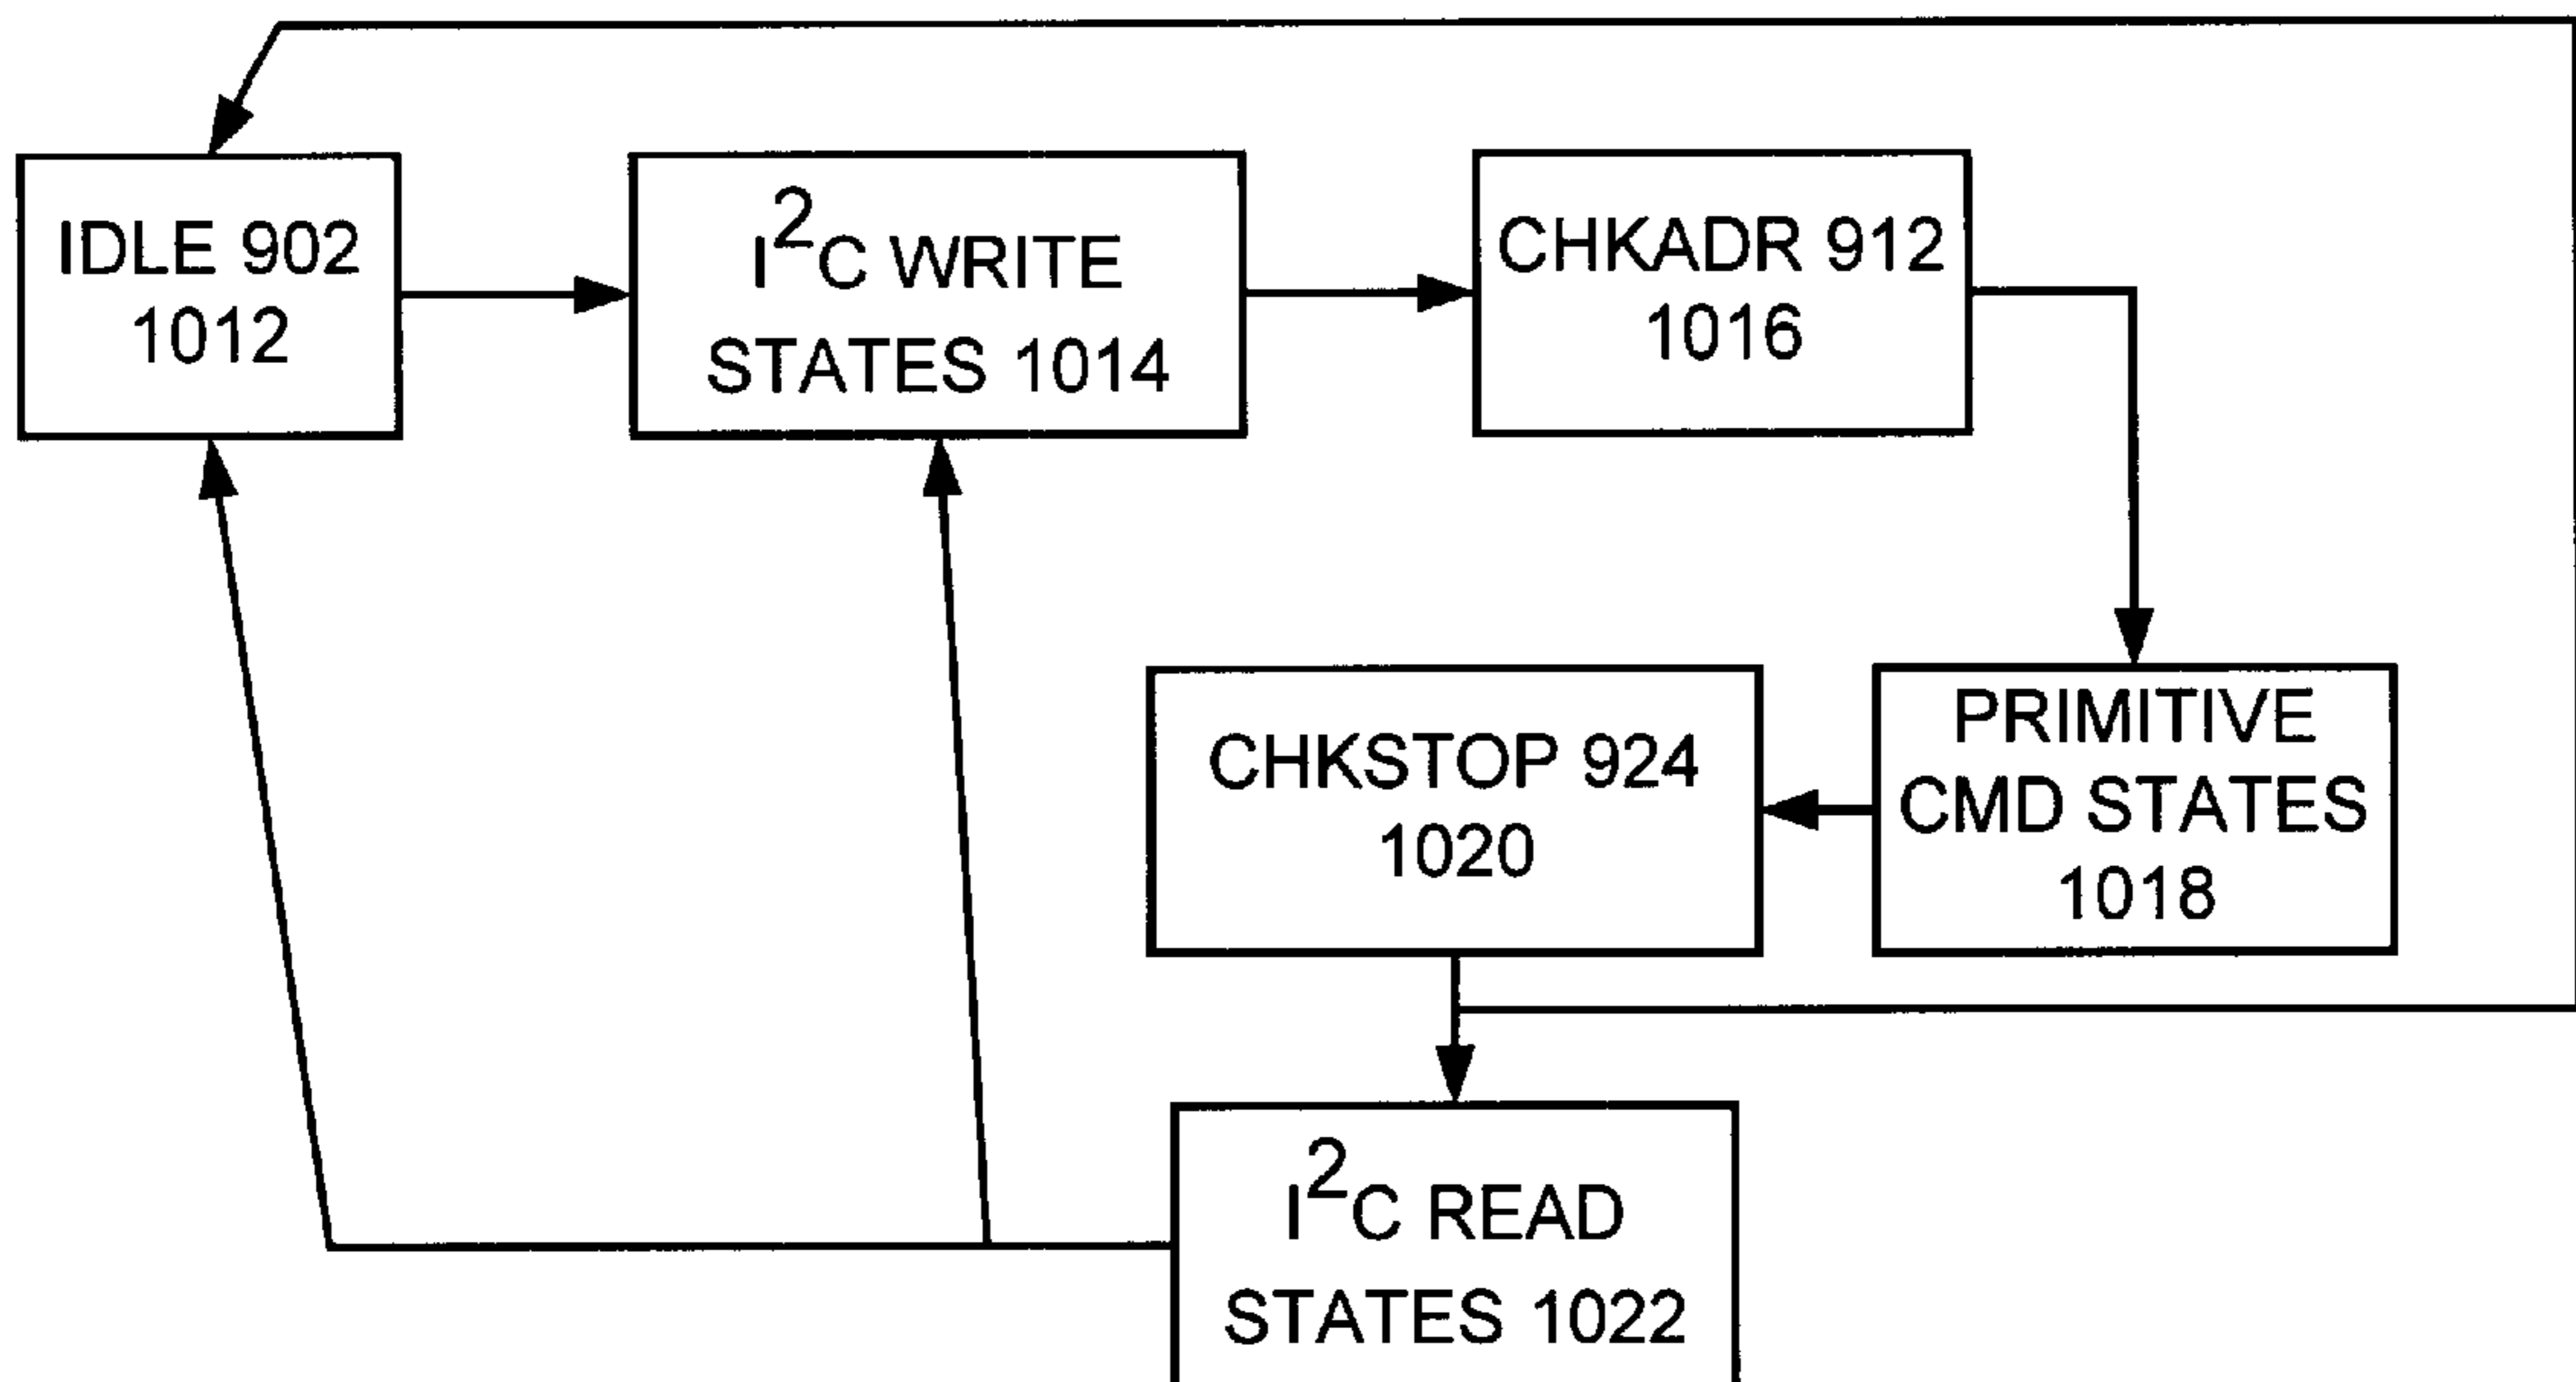 IDLE 902
1012
I²C WRITE
STATES 1014
CHKADR 912
1016
CHKSTOP 924
1020
PRIMITIVE
CMD STATES
1018
I²C READ
STATES 1022